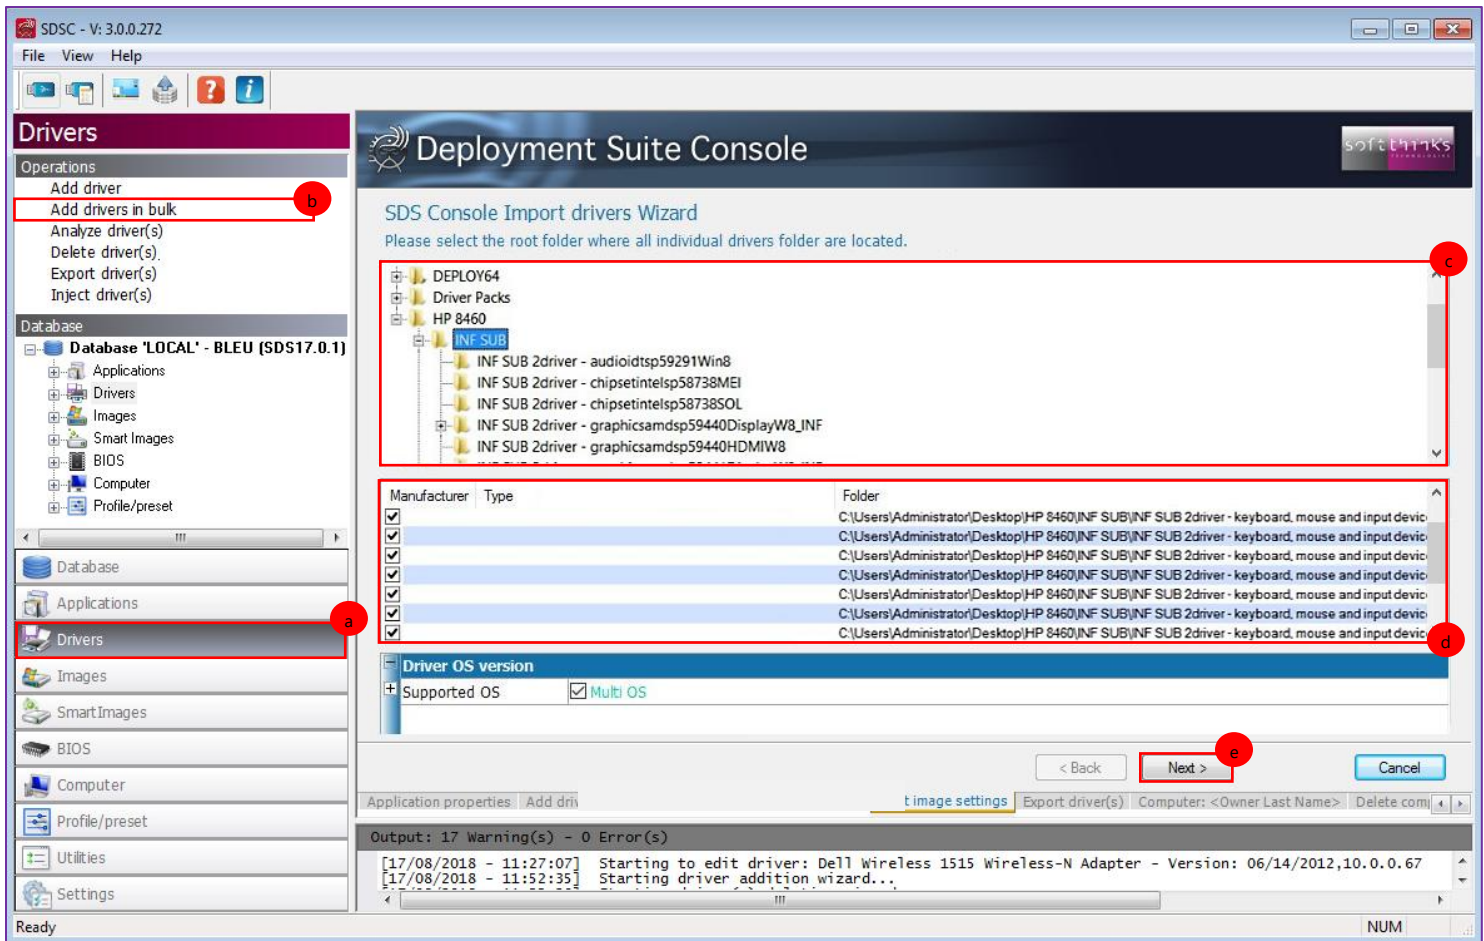 SDSC - V: 3.0.0.272
File View Help
Drivers
Operations
Add driver
Add drivers in bulk
b
Analyze driver(s)
Delete driver(s)
Export driver(s)
Inject driver(s)
Database
Database 'LOCAL' - BLEU (SDS17.0.1)
Applications
Drivers
Images
Smart Images
BIOS
Computer
Profile/preset
Database
Applications
a
Drivers
Images
SmartImages
BIOS
Computer
Profile/preset
Utilities
Settings
Deployment Suite Console
softthinks
TECHNOLOGIES
SDS Console Import drivers Wizard
Please select the root folder where all individual drivers folder are located.
c
DEPLOY64
Driver Packs
HP 8460
INF SUB
INF SUB 2driver - audioidtsp59291Win8
INF SUB 2driver - chipsetintelsp58738MEI
INF SUB 2driver - chipsetintelsp58738SOL
INF SUB 2driver - graphicsamdsp59440DisplayW8_INF
INF SUB 2driver - graphicsamdsp59440HDMIW8
Manufacturer Type Folder
C:\Users\Administrator\Desktop\HP 8460\INF SUB\INF SUB 2driver - keyboard, mouse and input devic
C:\Users\Administrator\Desktop\HP 8460\INF SUB\INF SUB 2driver - keyboard, mouse and input devic
C:\Users\Administrator\Desktop\HP 8460\INF SUB\INF SUB 2driver - keyboard, mouse and input devic
C:\Users\Administrator\Desktop\HP 8460\INF SUB\INF SUB 2driver - keyboard, mouse and input devic
C:\Users\Administrator\Desktop\HP 8460\INF SUB\INF SUB 2driver - keyboard, mouse and input devic
C:\Users\Administrator\Desktop\HP 8460\INF SUB\INF SUB 2driver - keyboard, mouse and input devic
C:\Users\Administrator\Desktop\HP 8460\INF SUB\INF SUB 2driver - keyboard, mouse and input devic
d
Driver OS version
Supported OS Multi OS
e
< Back Next > Cancel
Application properties Add driv t image settings Export driver(s) Computer: <Owner Last Name> Delete com
Output: 17 Warning(s) - 0 Error(s)
[17/08/2018 - 11:27:07] Starting to edit driver: Dell Wireless 1515 Wireless-N Adapter - Version: 06/14/2012,10.0.0.67
[17/08/2018 - 11:52:35] Starting driver addition wizard...
Ready NUM